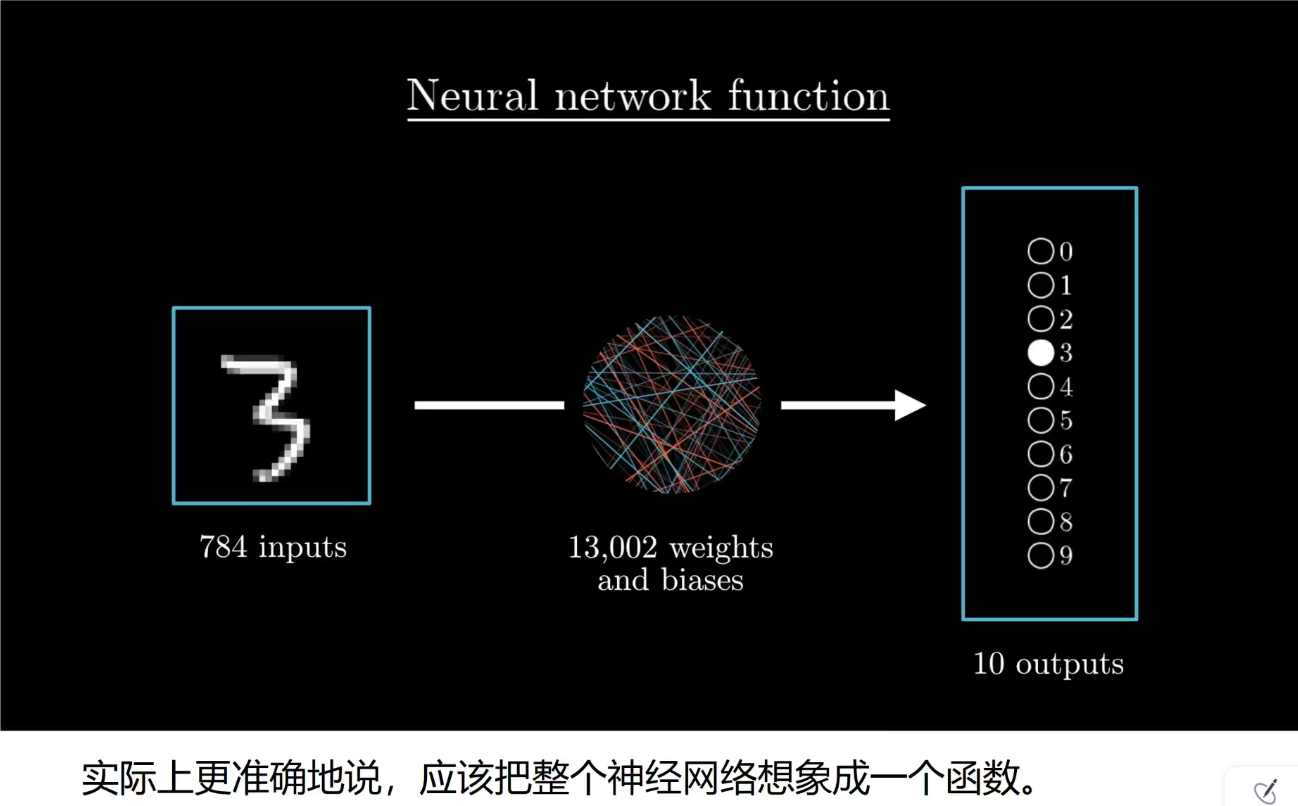 Neural network function
784 inputs
13,002 weights
and biases
0
1
2
3
4
5
6
7
8
9
10 outputs
实际上更准确地说，应该把整个神经网络想象成一个函数。